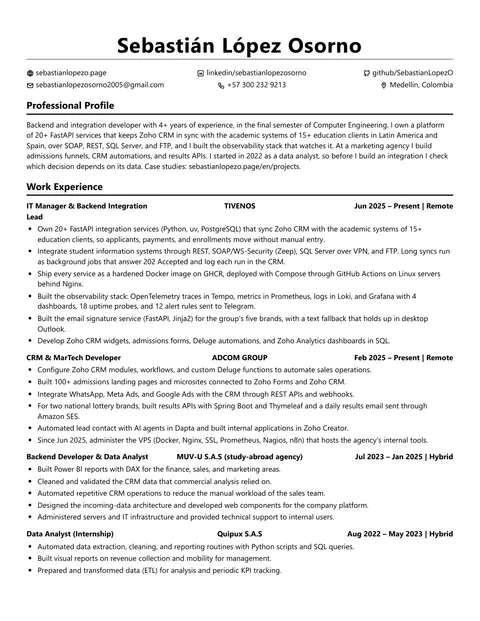 Sebastián López Osorno
sebastianlopezo.page linkedin/sebastianlopezosorno github/SebastianLopezO
sebastianlopezosorno2005@gmail.com +57 300 232 9213 Medellín, Colombia
Professional Profile
Backend and integration developer with 4+ years of experience, in the final semester of Computer Engineering. I own a platform
of 20+ FastAPI services that keeps Zoho CRM in sync with the academic systems of 15+ education clients in Latin America and
Spain, over SOAP, REST, SQL Server, and FTP, and I built the observability stack that watches it. At a marketing agency I build
admissions funnels, CRM automations, and results APIs. I started in 2022 as a data analyst, so before I build an integration I check
which decision depends on its data. Case studies: sebastianlopezo.page/en/projects.
Work Experience
IT Manager & Backend Integration TIVENOS Jun 2025 – Present | Remote
Lead
• Own 20+ FastAPI integration services (Python, uv, PostgreSQL) that sync Zoho CRM with the academic systems of 15+
education clients, so applicants, payments, and enrollments move without manual entry.
• Integrate student information systems through REST, SOAP/WS-Security (Zeep), SQL Server over VPN, and FTP. Long syncs run
as background jobs that answer 202 Accepted and log each run in the CRM.
• Ship every service as a hardened Docker image on GHCR, deployed with Compose through GitHub Actions on Linux servers
behind Nginx.
• Built the observability stack: OpenTelemetry traces in Tempo, metrics in Prometheus, logs in Loki, and Grafana with 4
dashboards, 18 uptime probes, and 12 alert rules sent to Telegram.
• Built the email signature service (FastAPI, Jinja2) for the group's five brands, with a text fallback that holds up in desktop
Outlook.
• Develop Zoho CRM widgets, admissions forms, Deluge automations, and Zoho Analytics dashboards in SQL.
CRM & MarTech Developer ADCOM GROUP Feb 2025 – Present | Remote
• Configure Zoho CRM modules, workflows, and custom Deluge functions to automate sales operations.
• Built 100+ admissions landing pages and microsites connected to Zoho Forms and Zoho CRM.
• Integrate WhatsApp, Meta Ads, and Google Ads with the CRM through REST APIs and webhooks.
• For two national lottery brands, built results APIs with Spring Boot and Thymeleaf and a daily results email sent through
Amazon SES.
• Automated lead contact with AI agents in Dapta and built internal applications in Zoho Creator.
• Since Jun 2025, administer the VPS (Docker, Nginx, SSL, Prometheus, Nagios, n8n) that hosts the agency's internal tools.
Backend Developer & Data Analyst MUV-U S.A.S (study-abroad agency) Jul 2023 – Jan 2025 | Hybrid
• Built Power BI reports with DAX for the finance, sales, and marketing areas.
• Cleaned and validated the CRM data that commercial analysis relied on.
• Automated repetitive CRM operations to reduce the manual workload of the sales team.
• Designed the incoming-data architecture and developed web components for the company platform.
• Administered servers and IT infrastructure and provided technical support to internal users.
Data Analyst (Internship) Quipux S.A.S Aug 2022 – May 2023 | Hybrid
• Automated data extraction, cleaning, and reporting routines with Python scripts and SQL queries.
• Built visual reports on revenue collection and mobility for management.
• Prepared and transformed data (ETL) for analysis and periodic KPI tracking.